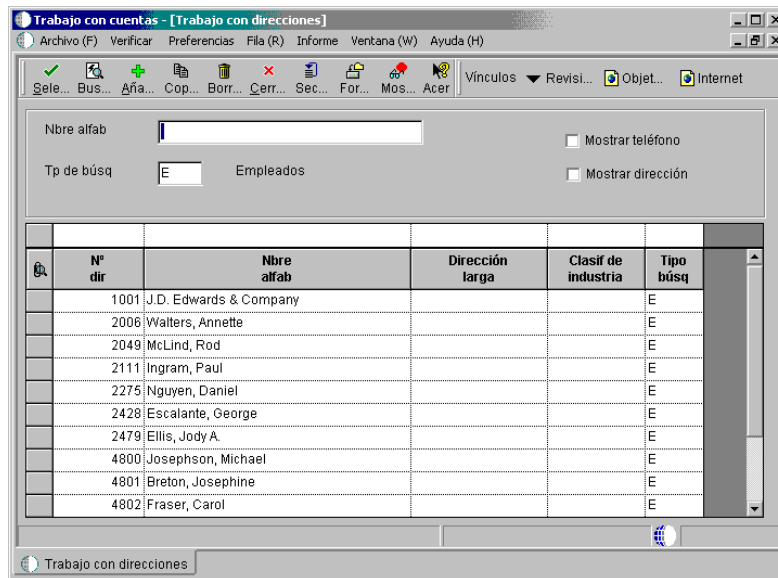 Trabajo con cuentas - [Trabajo con direcciones]
Archivo (F) Verificar Preferencias Fila (R) Informe Ventana (W) Ayuda (H)
Sele... Bus... Aña... Cop... Borr... Cerr... Sec... For... Mos... Acer Vínculos Revisi... Objet... Internet
Nbre alfab
Mostrar teléfono
Tp de búsq E Empleados
Mostrar dirección
N° dir Nbre alfab Dirección larga Clasif de industria Tipo búsq
1001 J.D. Edwards & Company E
2006 Walters, Annette E
2049 McLind, Rod E
2111 Ingram, Paul E
2275 Nguyen, Daniel E
2428 Escalante, George E
2479 Ellis, Jody A. E
4800 Josephson, Michael E
4801 Breton, Josephine E
4802 Fraser, Carol E
Trabajo con direcciones